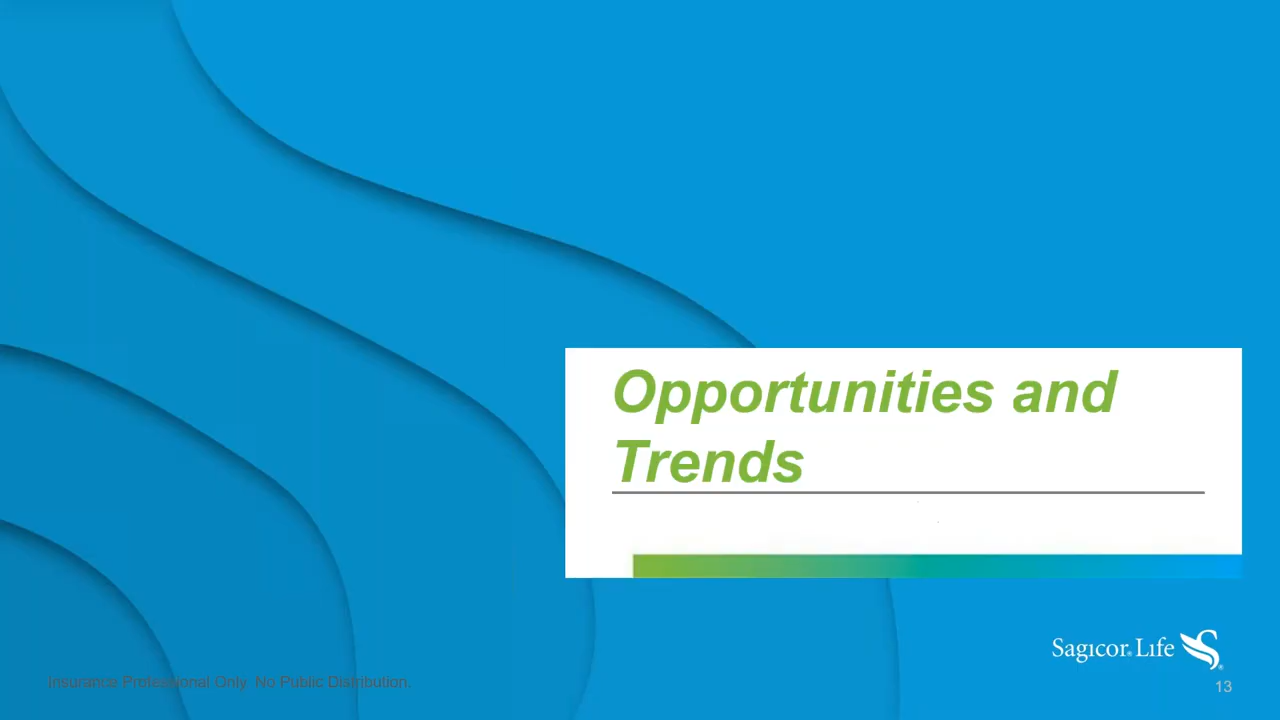 Opportunities and
Trends
Sagicor Life
Insurance Professional Only. No Public Distribution.
13